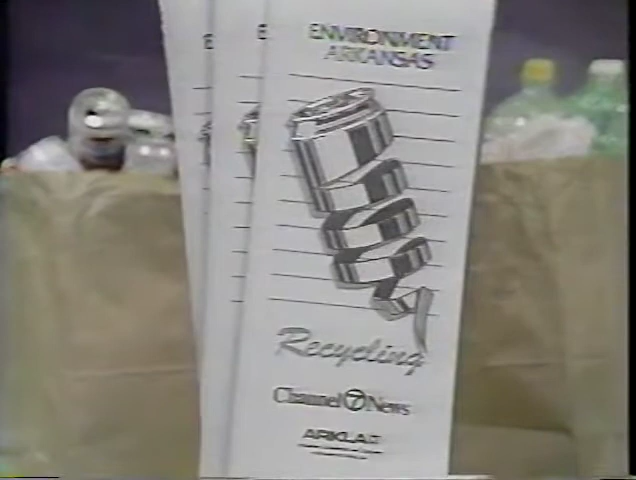 ENVIRONMENT
ARKANSAS
Recycling
Channel 7 News
ARKLA
E
E